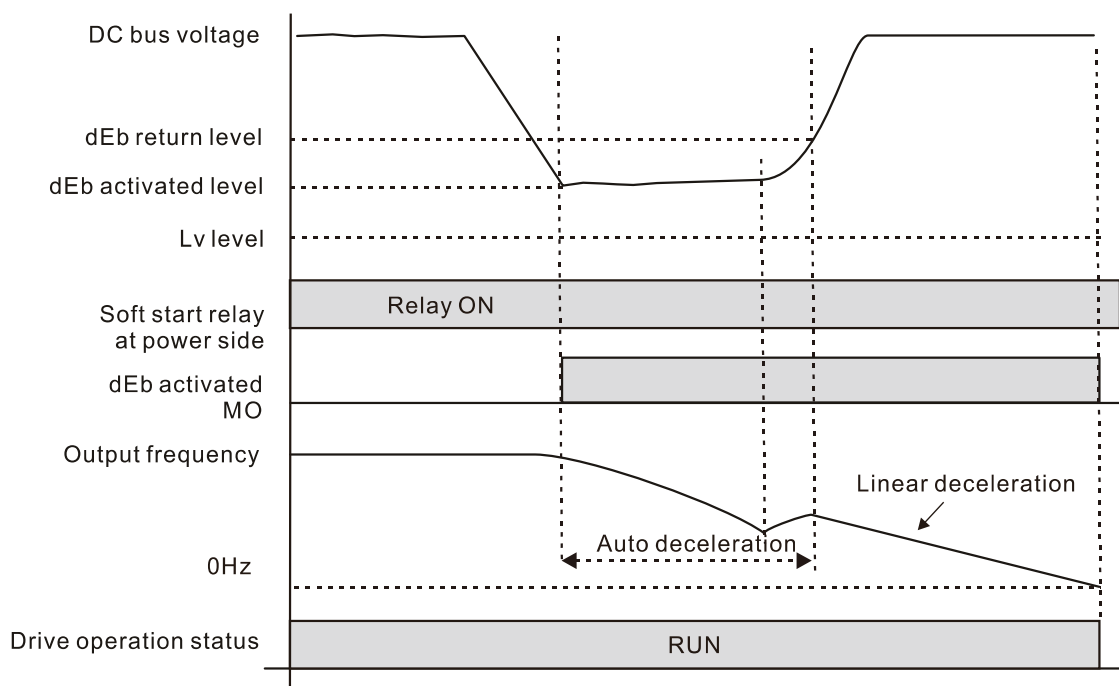 DC bus voltage
dEb return level
dEb activated level
Lv level
Relay ON
Soft start relay
at power side
dEb activated
MO
Output frequency
Linear deceleration
Auto deceleration
0Hz
Drive operation status
RUN